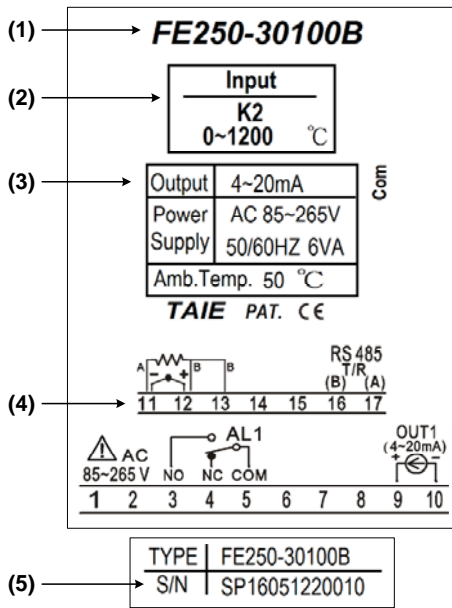 (1) FE250-30100B
(2) Input
K2
0~1200 ℃
(3) Output 4~20mA
Com
Power Supply AC 85~265V
50/60HZ 6VA
Amb.Temp. 50 ℃
TAIE PAT. CE
A - + B B
RS 485
T/R
(B) (A)
(4) 11 12 13 14 15 16 17
AC
85~265 V
NO NC COM
AL1
OUT1
(4~20mA)
+ -
1 2 3 4 5 6 7 8 9 10
TYPE FE250-30100B
(5) S/N SP16051220010